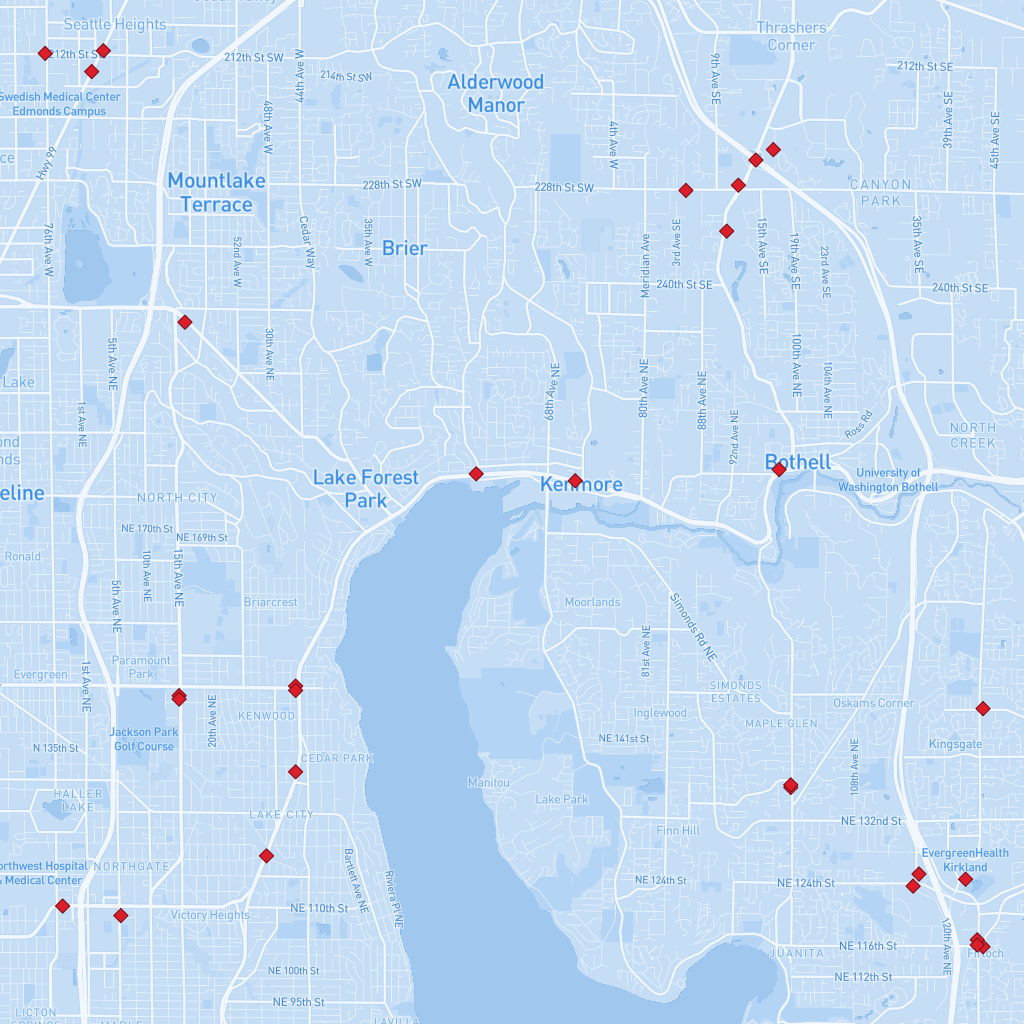 Seattle Heights
212th St SW
Swedish Medical Center
Edmonds Campus
Hwy 99
76th Ave W
212th St SW
44th Ave W
214th St SW
48th Ave W
Alderwood
Manor
4th Ave W
9th Ave SE
Thrashers
Corner
212th St SE
39th Ave SE
45th Ave SE
Mountlake
Terrace
228th St SW
228th St SW
CANYON
PARK
52nd Ave W
Cedar Way
35th Ave W
Brier
Meridian Ave
3rd Ave SE
15th Ave SE
19th Ave SE
23rd Ave SE
35th Ave SE
240th St SE
240th St SE
5th Ave NE
30th Ave NE
68th Ave NE
80th Ave NE
88th Ave NE
92nd Ave NE
100th Ave NE
104th Ave NE
Lake
1st Ave NE
Ross Rd
NORTH
CREEK
Lake Forest
Park
Kenmore
Bothell
University of
Washington Bothell
eline
NORTH CITY
NE 170th St
NE 169th St
Ronald
10th Ave NE
15th Ave NE
5th Ave NE
Briarcrest
Moorlands
Simonds Rd NE
81st Ave NE
Evergreen
Paramount
Park
1st Ave NE
20th Ave NE
KENWOOD
SIMONDS
ESTATES
Inglewood
MAPLE GLEN
Oskams Corner
Jackson Park
Golf Course
N 135th St
CEDAR PARK
NE 141st St
108th Ave NE
Kingsgate
HALLER
LAKE
LAKE CITY
Manitou
Lake Park
Finn Hill
NE 132nd St
orthwest Hospital
Medical Center
NORTHGATE
Bartlett Ave NE
Riviera Pl NE
NE 124th St
NE 124th St
EvergreenHealth
Kirkland
Victory Heights
NE 110th St
120th Ave NE
JUANITA
NE 116th St
NE 112th St
NE 100th St
NE 95th St
LICTON